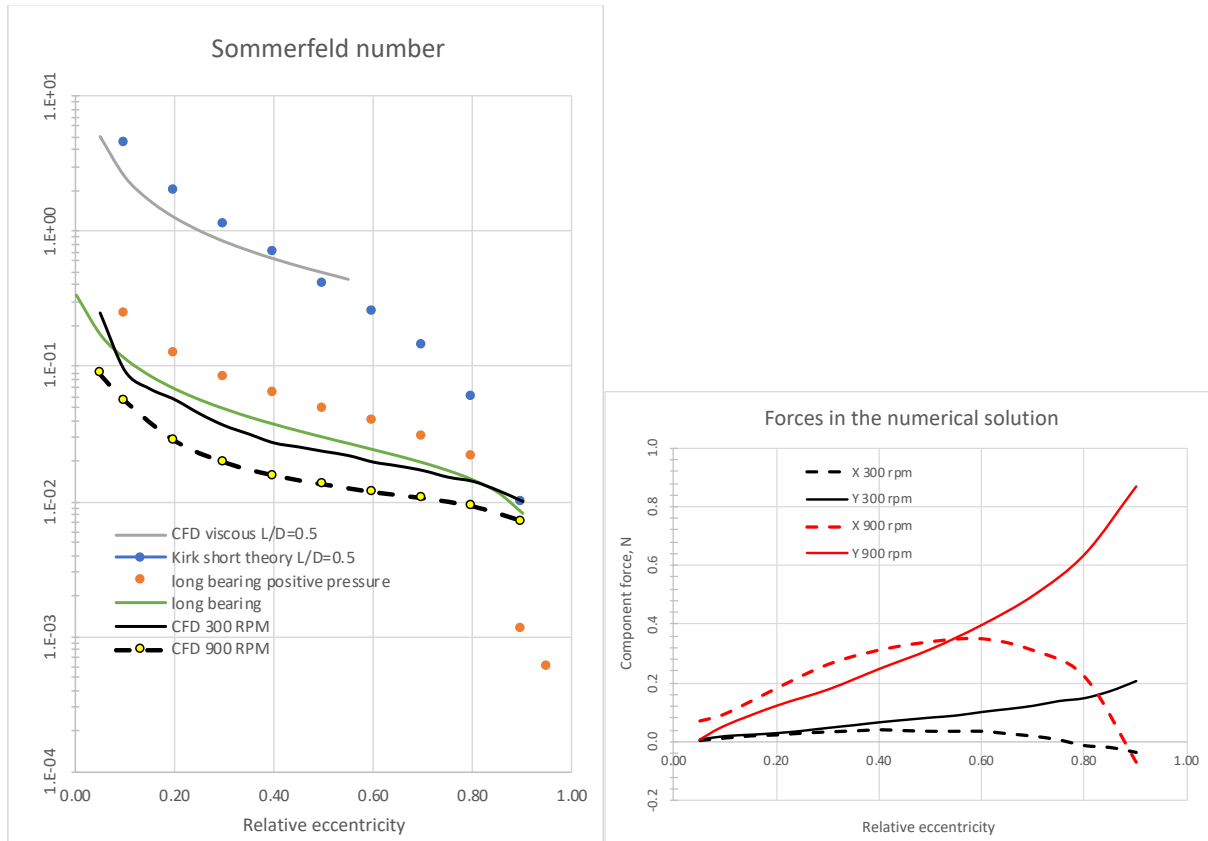 Sommerfeld number
1.E+01
1.E+00
1.E-01
1.E-02
1.E-03
1.E-04
CFD viscous L/D=0.5
Kirk short theory L/D=0.5
long bearing positive pressure
long bearing
CFD 300 RPM
CFD 900 RPM
0.00 0.20 0.40 0.60 0.80 1.00
Relative eccentricity
Forces in the numerical solution
Component force, N
1.0
0.8
0.6
0.4
0.2
0.0
-0.2
X 300 rpm
Y 300 rpm
X 900 rpm
Y 900 rpm
0.00 0.20 0.40 0.60 0.80 1.00
Relative eccentricity